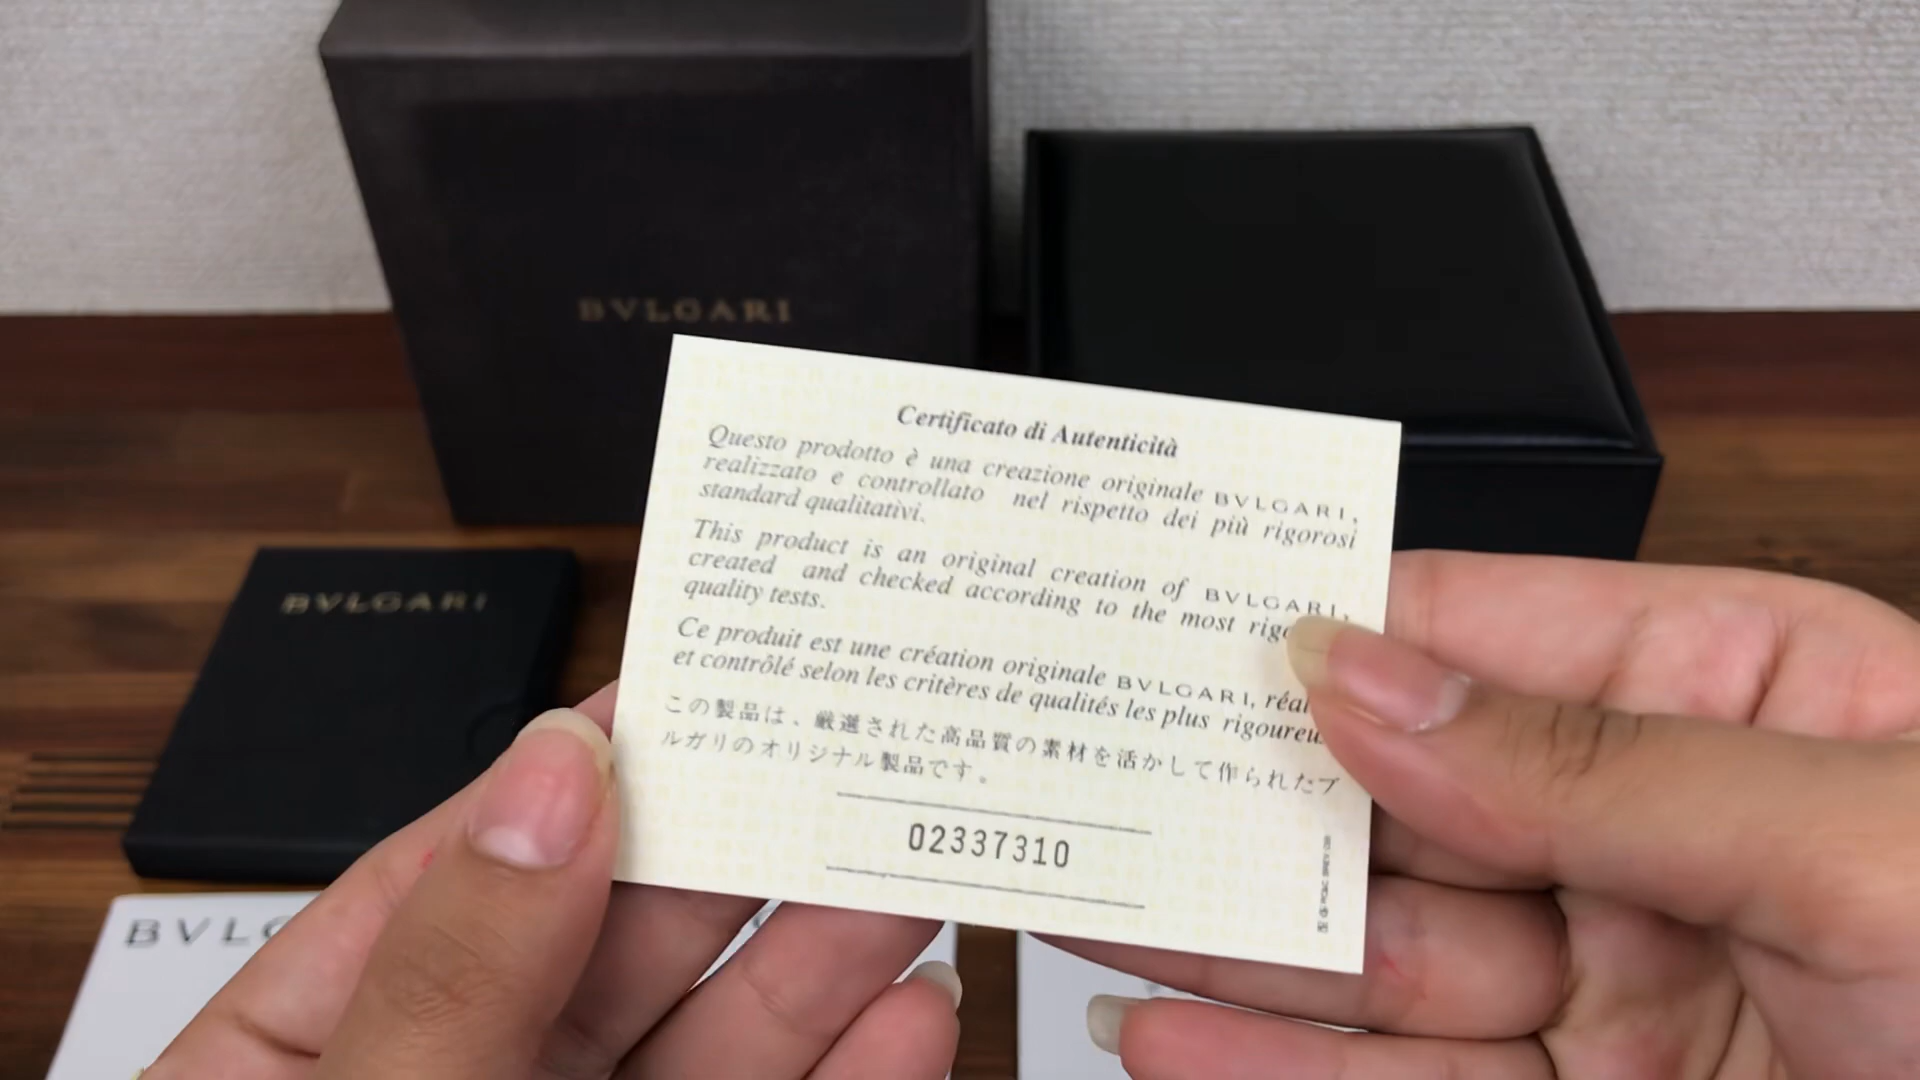 BVLGARI
BVLGARI
Certificato di Autenticità
Questo prodotto è una creazione originale BVLGARI,
realizzato e controllato nel rispetto dei più rigorosi
standard qualitativi.
This product is an original creation of BVLGARI,
created and checked according to the most
quality tests.
Ce produit est une création originale BVLGARI,
et contrôlé selon les critères de qualités les plus
この製品は、厳選された高品質の素材を活かして作られたブ
ルガリのオリジナル製品です。
02337310